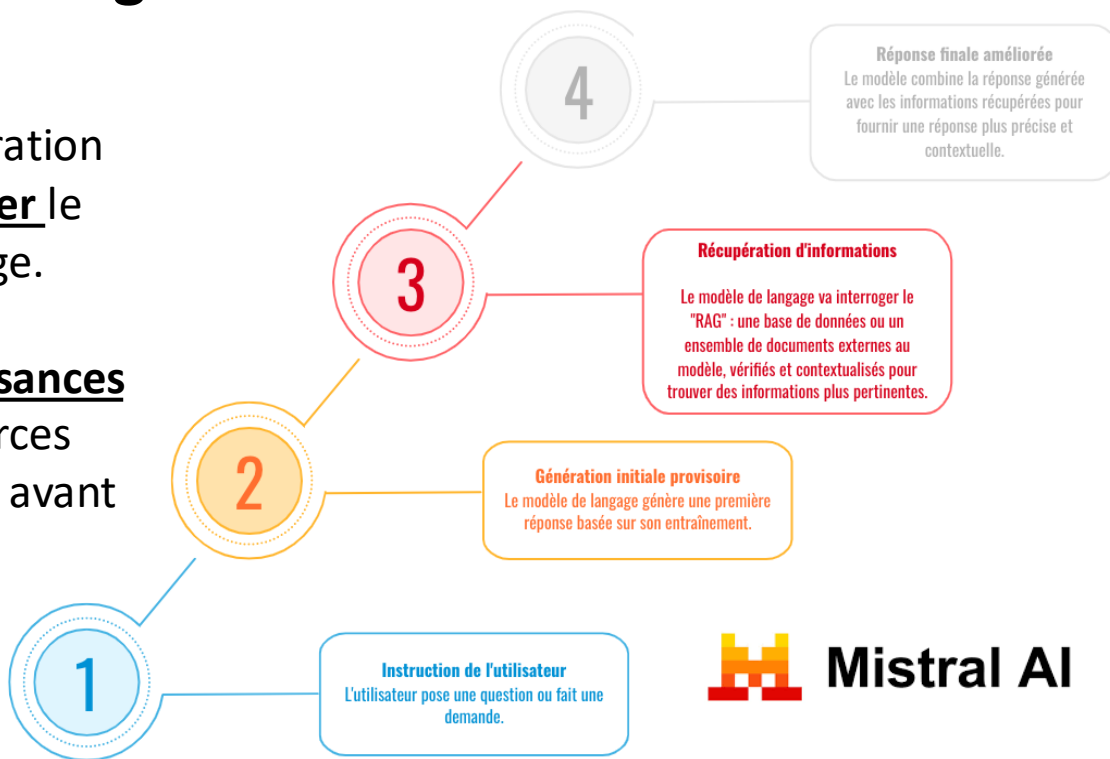 4
Réponse finale améliorée
Le modèle combine la réponse générée
avec les informations récupérées pour
fournir une réponse plus précise et
contextuelle.
ration
er le
ge.
3
Récupération d'informations
Le modèle de langage va interroger le
"RAG" : une base de données ou un
ensemble de documents externes au
modèle, vérifiés et contextualisés pour
trouver des informations plus pertinentes.
sances
rces
avant
2
Génération initiale provisoire
Le modèle de langage génère une première
réponse basée sur son entraînement.
1
Instruction de l'utilisateur
L'utilisateur pose une question ou fait une
demande.
Mistral AI